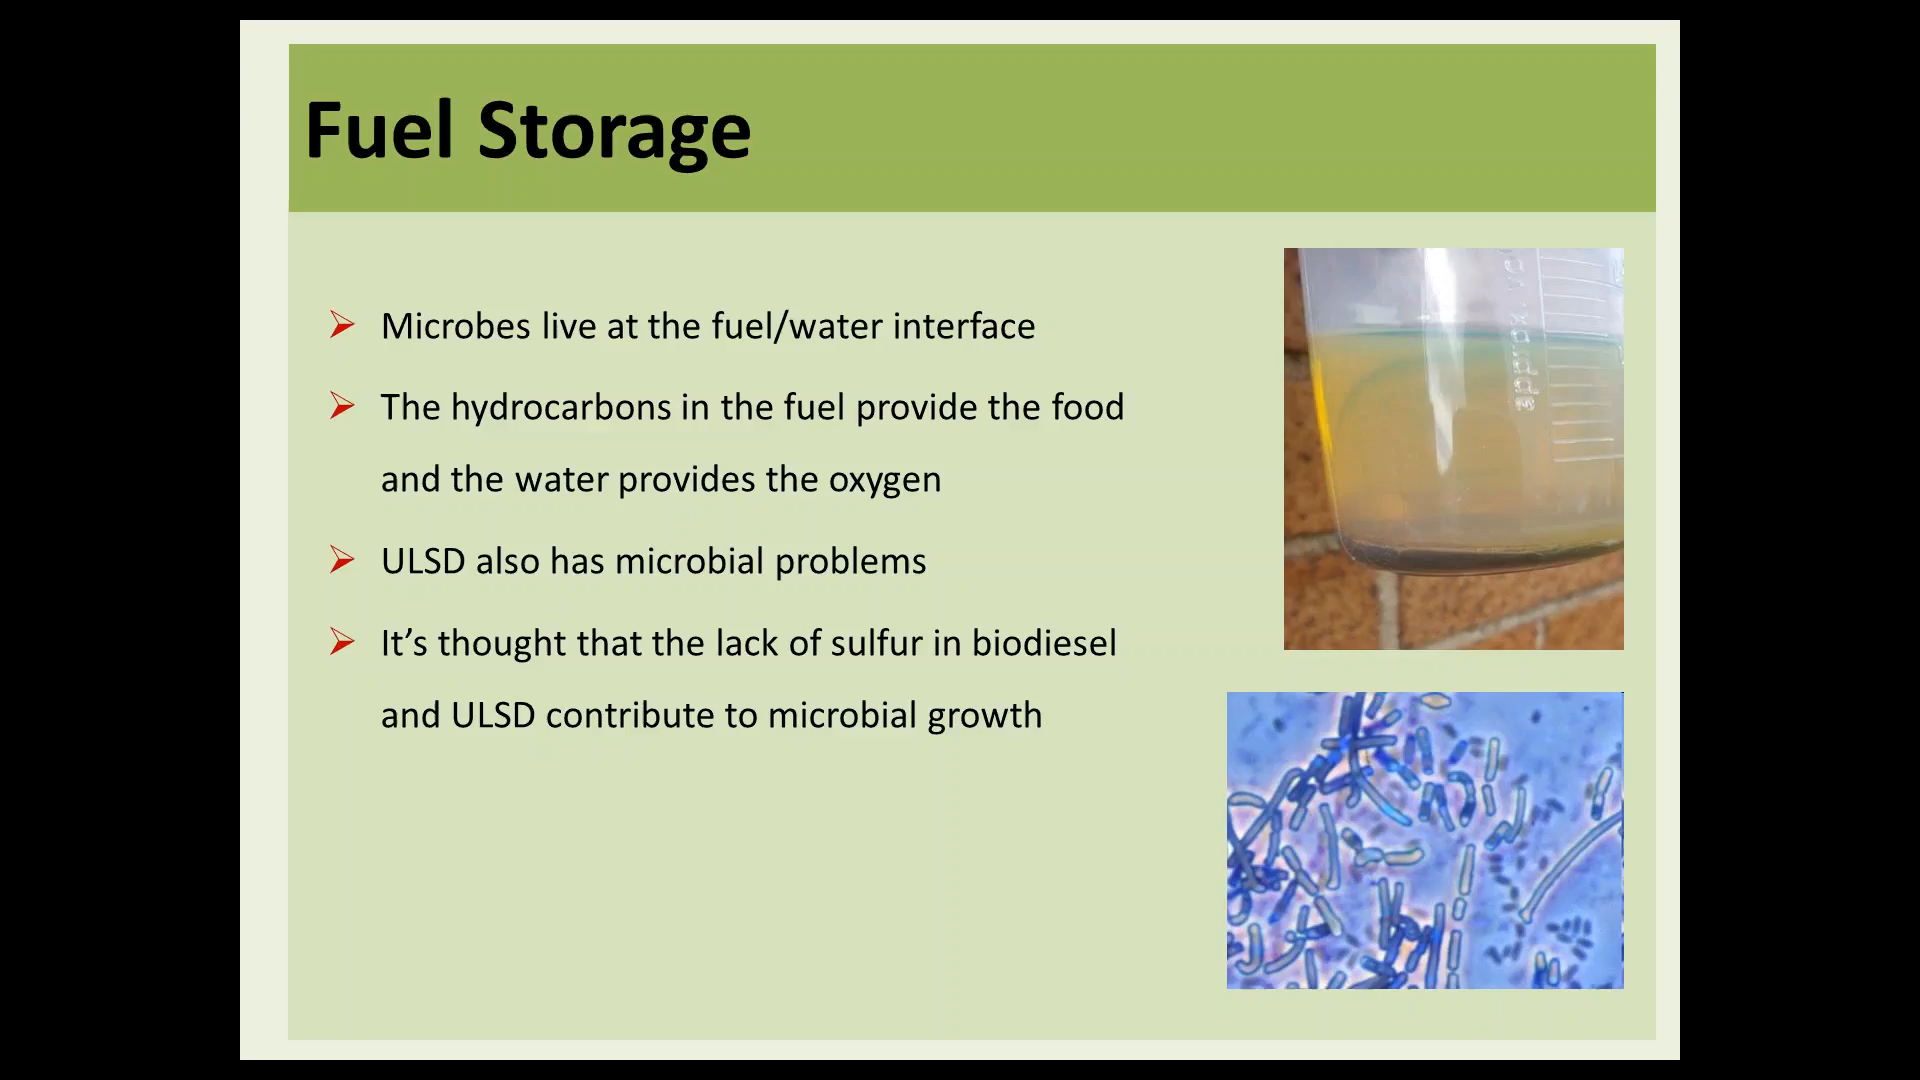 Fuel Storage
Microbes live at the fuel/water interface
The hydrocarbons in the fuel provide the food
and the water provides the oxygen
ULSD also has microbial problems
It’s thought that the lack of sulfur in biodiesel
and ULSD contribute to microbial growth